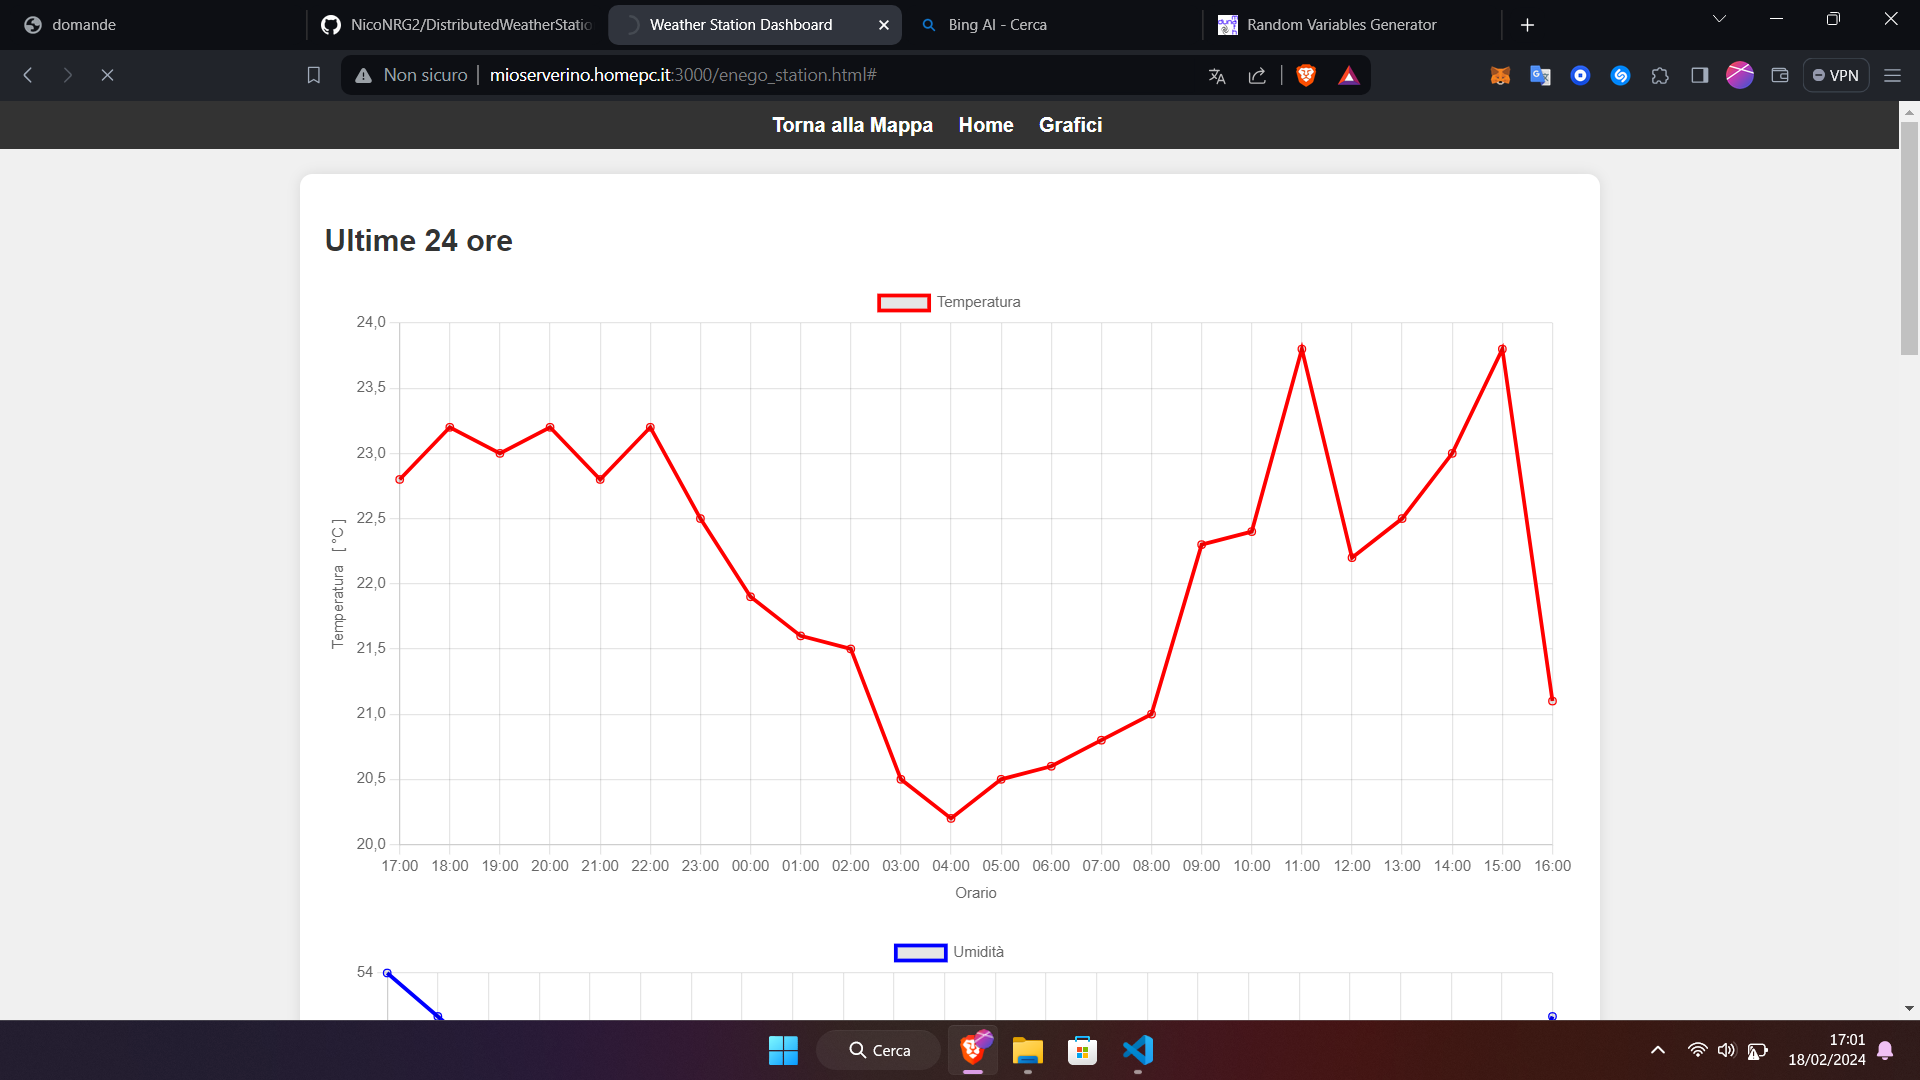 domande
NicoNRG2/DistributedWeatherStatio
Weather Station Dashboard
Bing AI - Cerca
Random Variables Generator
Non sicuro
mioserverino.homepc.it:3000/enego_station.html#
VPN
Torna alla Mappa
Home
Grafici
Ultime 24 ore
Temperatura
24,0
23,5
23,0
22,5
22,0
21,5
21,0
20,5
20,0
Temperatura [ °C ]
17:00 18:00 19:00 20:00 21:00 22:00 23:00 00:00 01:00 02:00 03:00 04:00 05:00 06:00 07:00 08:00 09:00 10:00 11:00 12:00 13:00 14:00 15:00 16:00
Orario
Umidità
54
Cerca
17:01
18/02/2024